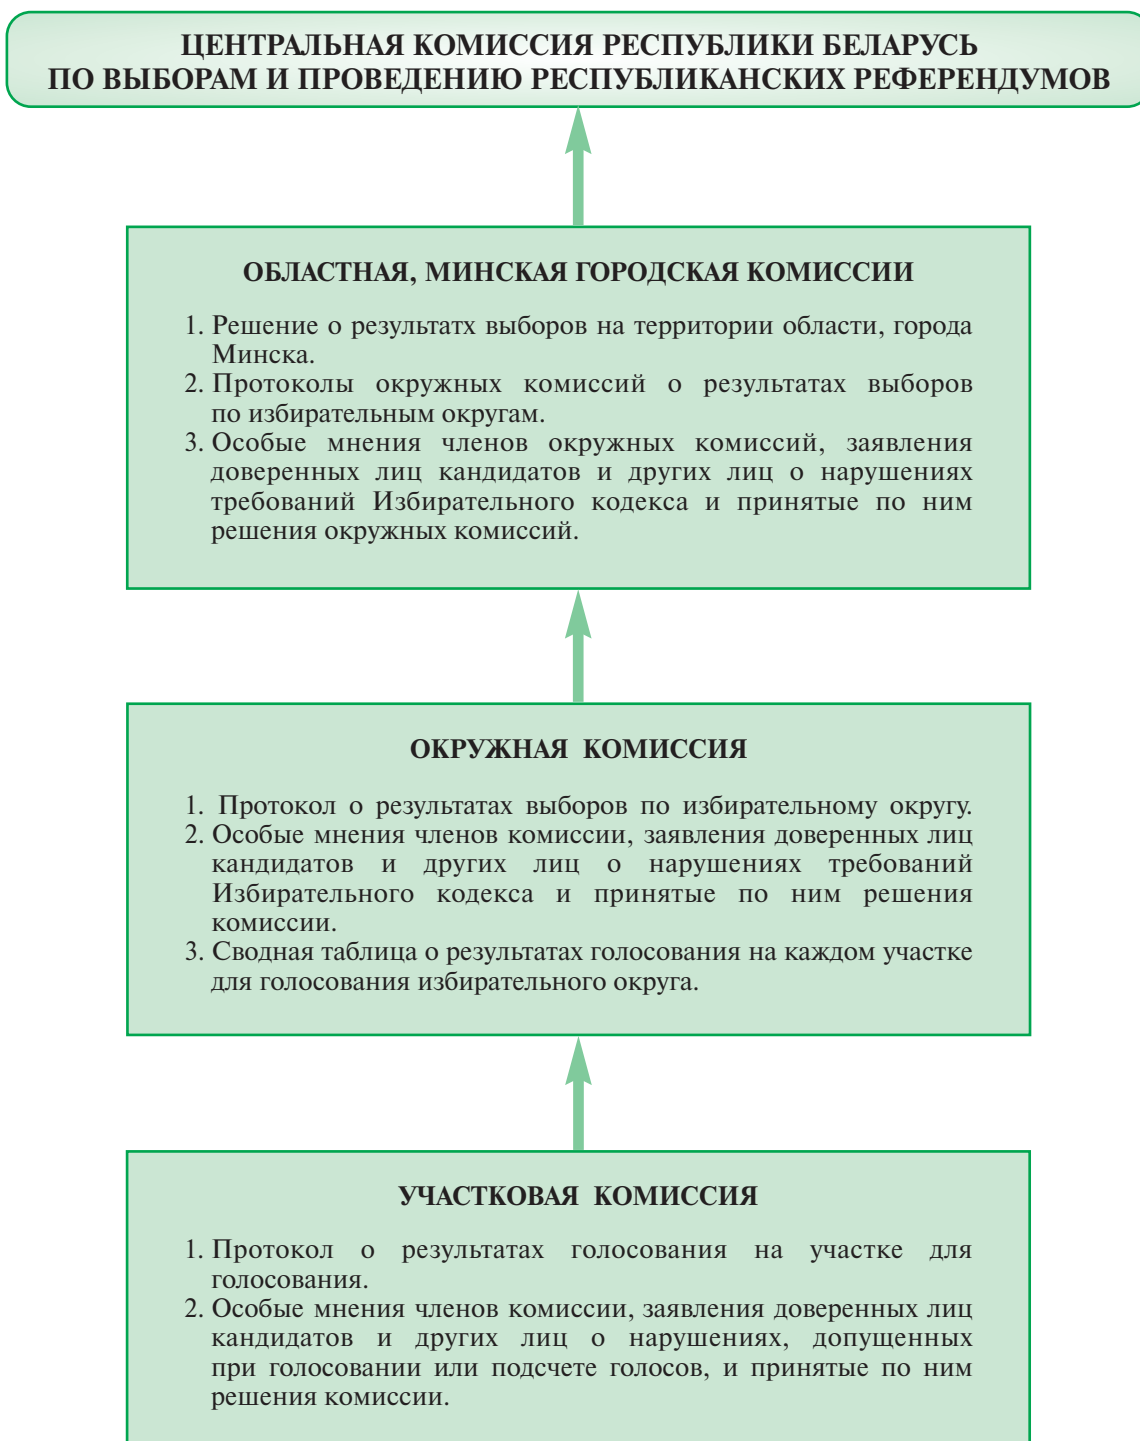 ЦЕНТРАЛЬНАЯ КОМИССИЯ РЕСПУБЛИКИ БЕЛАРУСЬ
ПО ВЫБОРАМ И ПРОВЕДЕНИЮ РЕСПУБЛИКАНСКИХ РЕФЕРЕНДУМОВ
ОБЛАСТНАЯ, МИНСКАЯ ГОРОДСКАЯ КОМИССИИ
1. Решение о результатх выборов на территории области, города
Минска.
2. Протоколы окружных комиссий о результатах выборов
по избирательным округам.
3. Особые мнения членов окружных комиссий, заявления
доверенных лиц кандидатов и других лиц о нарушениях
требований Избирательного кодекса и принятые по ним
решения окружных комиссий.
ОКРУЖНАЯ КОМИССИЯ
1. Протокол о результатах выборов по избирательному округу.
2. Особые мнения членов комиссии, заявления доверенных лиц
кандидатов и других лиц о нарушениях требований
Избирательного кодекса и принятые по ним решения
комиссии.
3. Сводная таблица о результатах голосования на каждом участке
для голосования избирательного округа.
УЧАСТКОВАЯ КОМИССИЯ
1. Протокол о результатах голосования на участке для
голосования.
2. Особые мнения членов комиссии, заявления доверенных лиц
кандидатов и других лиц о нарушениях, допущенных
при голосовании или подсчете голосов, и принятые по ним
решения комиссии.